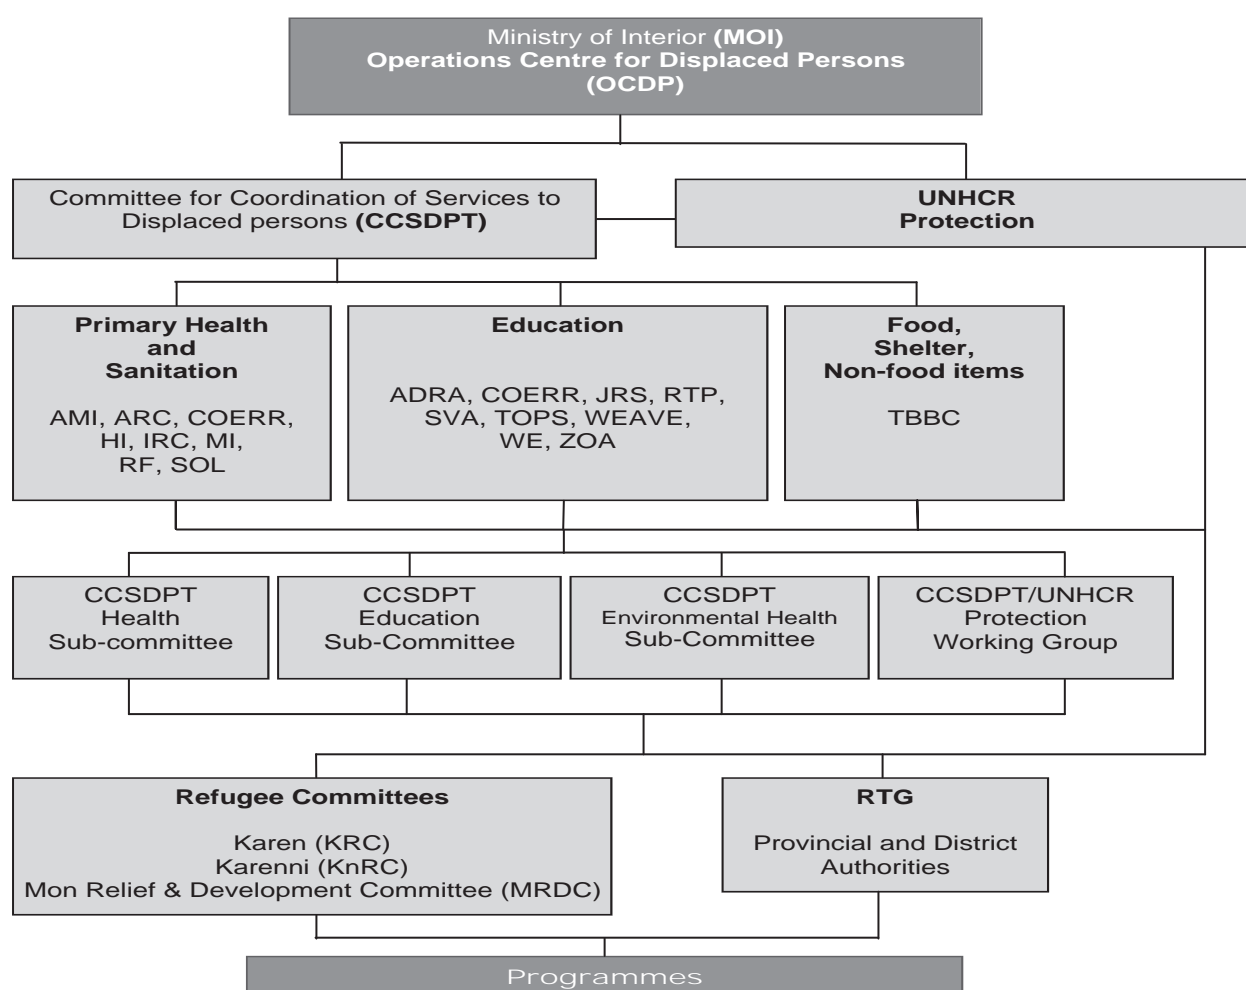 Ministry of Interior (MOI)
Operations Centre for Displaced Persons
(OCDP)
Committee for Coordination of Services to
Displaced persons (CCSDPT)
UNHCR
Protection
Primary Health
and
Sanitation
AMI, ARC, COERR,
HI, IRC, MI,
RF, SOL
Education
ADRA, COERR, JRS, RTP,
SVA, TOPS, WEAVE,
WE, ZOA
Food,
Shelter,
Non-food items
TBBC
CCSDPT
Health
Sub-committee
CCSDPT
Education
Sub-Committee
CCSDPT
Environmental Health
Sub-Committee
CCSDPT/UNHCR
Protection
Working Group
Refugee Committees
Karen (KRC)
Karenni (KnRC)
Mon Relief & Development Committee (MRDC)
RTG
Provincial and District
Authorities
Programmes